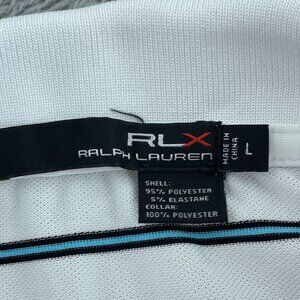 RLX
RALPH LAUREN
MADE IN
CHINA
L
SHELL:
95% POLYESTER
5% ELASTANE
COLLAR:
100% POLYESTER